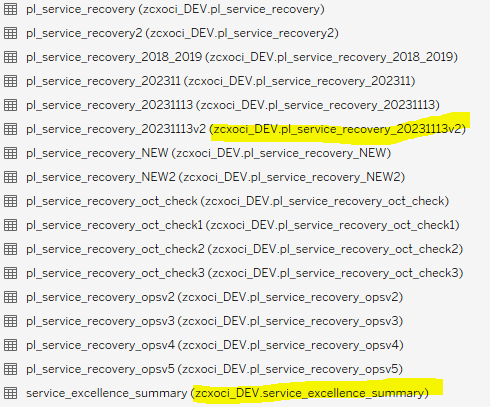 pl_service_recovery (zcxoci_DEV.pl_service_recovery)
pl_service_recovery2 (zcxoci_DEV.pl_service_recovery2)
pl_service_recovery_2018_2019 (zcxoci_DEV.pl_service_recovery_2018_2019)
pl_service_recovery_202311 (zcxoci_DEV.pl_service_recovery_202311)
pl_service_recovery_20231113 (zcxoci_DEV.pl_service_recovery_20231113)
pl_service_recovery_20231113v2 (zcxoci_DEV.pl_service_recovery_20231113v2)
pl_service_recovery_NEW (zcxoci_DEV.pl_service_recovery_NEW)
pl_service_recovery_NEW2 (zcxoci_DEV.pl_service_recovery_NEW2)
pl_service_recovery_oct_check (zcxoci_DEV.pl_service_recovery_oct_check)
pl_service_recovery_oct_check1 (zcxoci_DEV.pl_service_recovery_oct_check1)
pl_service_recovery_oct_check2 (zcxoci_DEV.pl_service_recovery_oct_check2)
pl_service_recovery_oct_check3 (zcxoci_DEV.pl_service_recovery_oct_check3)
pl_service_recovery_opsv2 (zcxoci_DEV.pl_service_recovery_opsv2)
pl_service_recovery_opsv3 (zcxoci_DEV.pl_service_recovery_opsv3)
pl_service_recovery_opsv4 (zcxoci_DEV.pl_service_recovery_opsv4)
pl_service_recovery_opsv5 (zcxoci_DEV.pl_service_recovery_opsv5)
service_excellence_summary (zcxoci_DEV.service_excellence_summary)